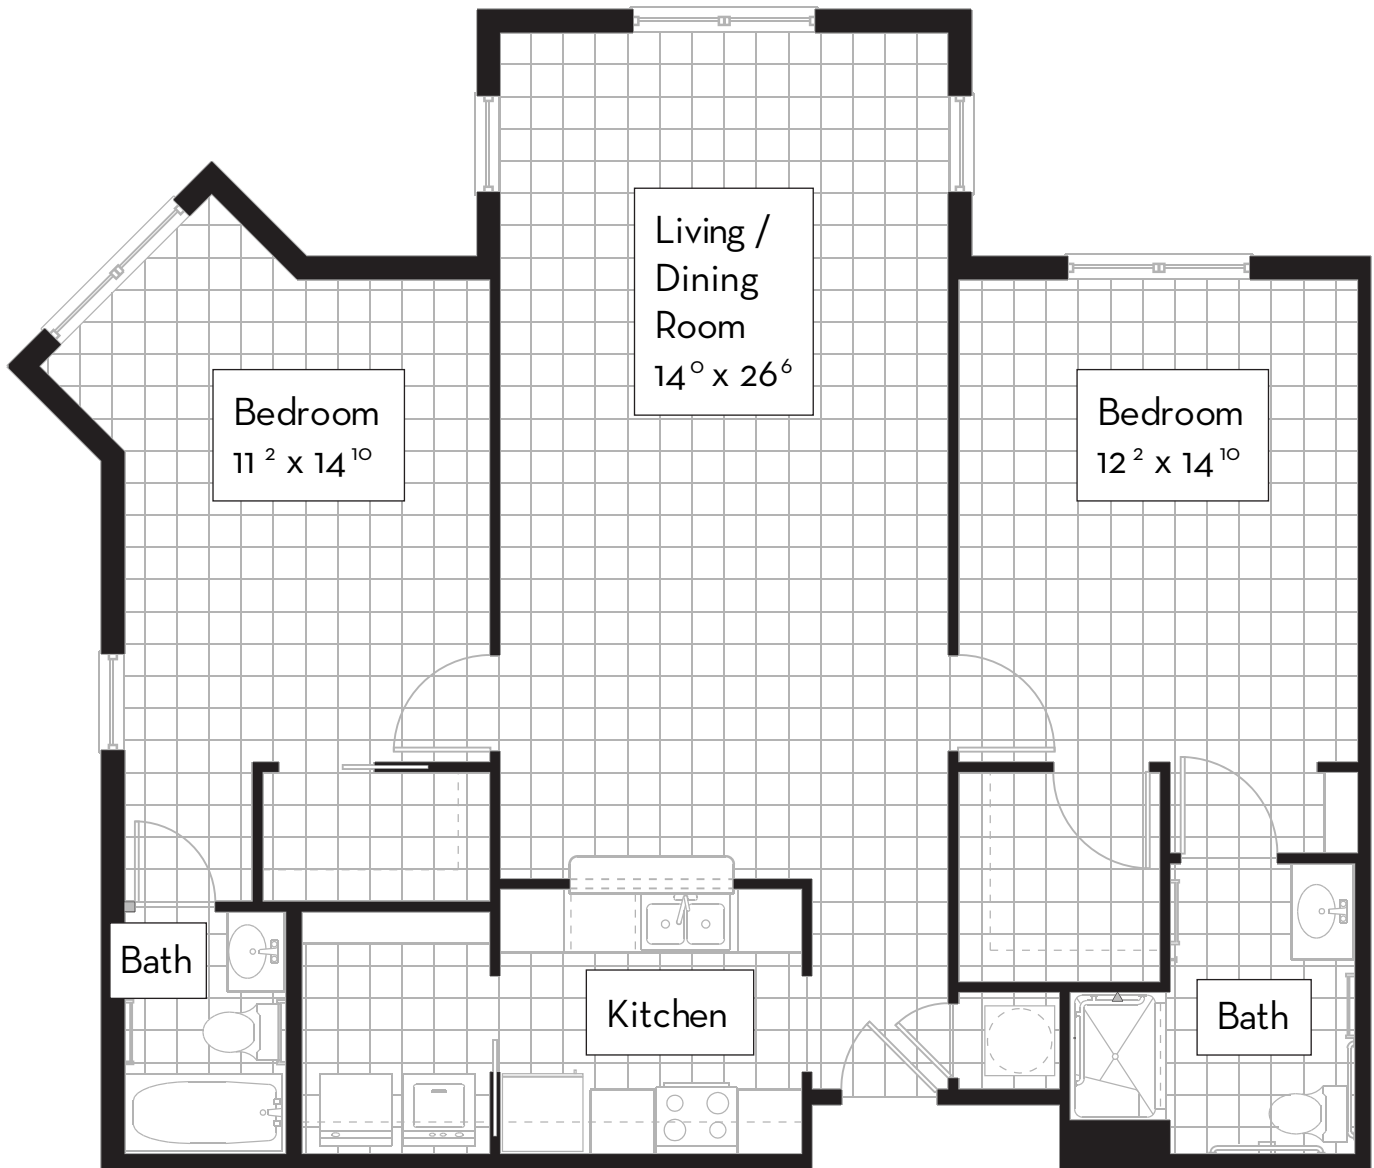 Living /
Dining
Room
14⁰ x 26⁶
Bedroom
11² x 14¹⁰
Bedroom
12² x 14¹⁰
Bath
Kitchen
Bath